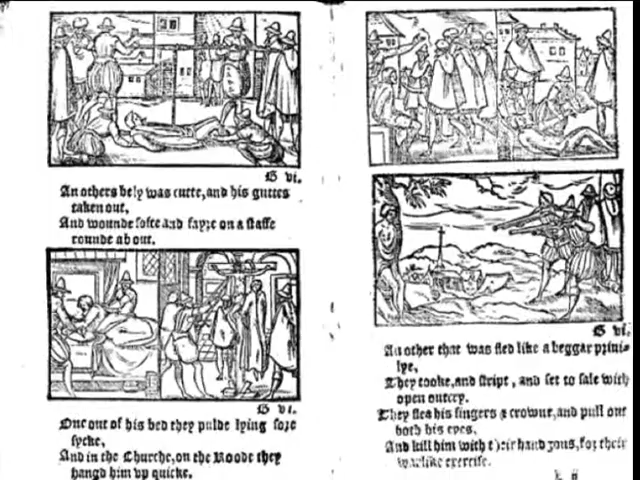 G vi.
An others bely was cutte, and his guttes
taken out,
And wounde softe and fayre on a staffe
rounde about.
G vi.
One out of his bed they pulde lying sore
sycke,
And in the Churche, on the Roode they
hangd him vp quicke.
G vi.
An other that was fled like a beggar priui-
lye,
They tooke, and stript, and set to sale with
open outcry.
They flea his fingers & crowne, and pull out
both his eyes.
And kill him with their hand gons, for their
warlike exercise.